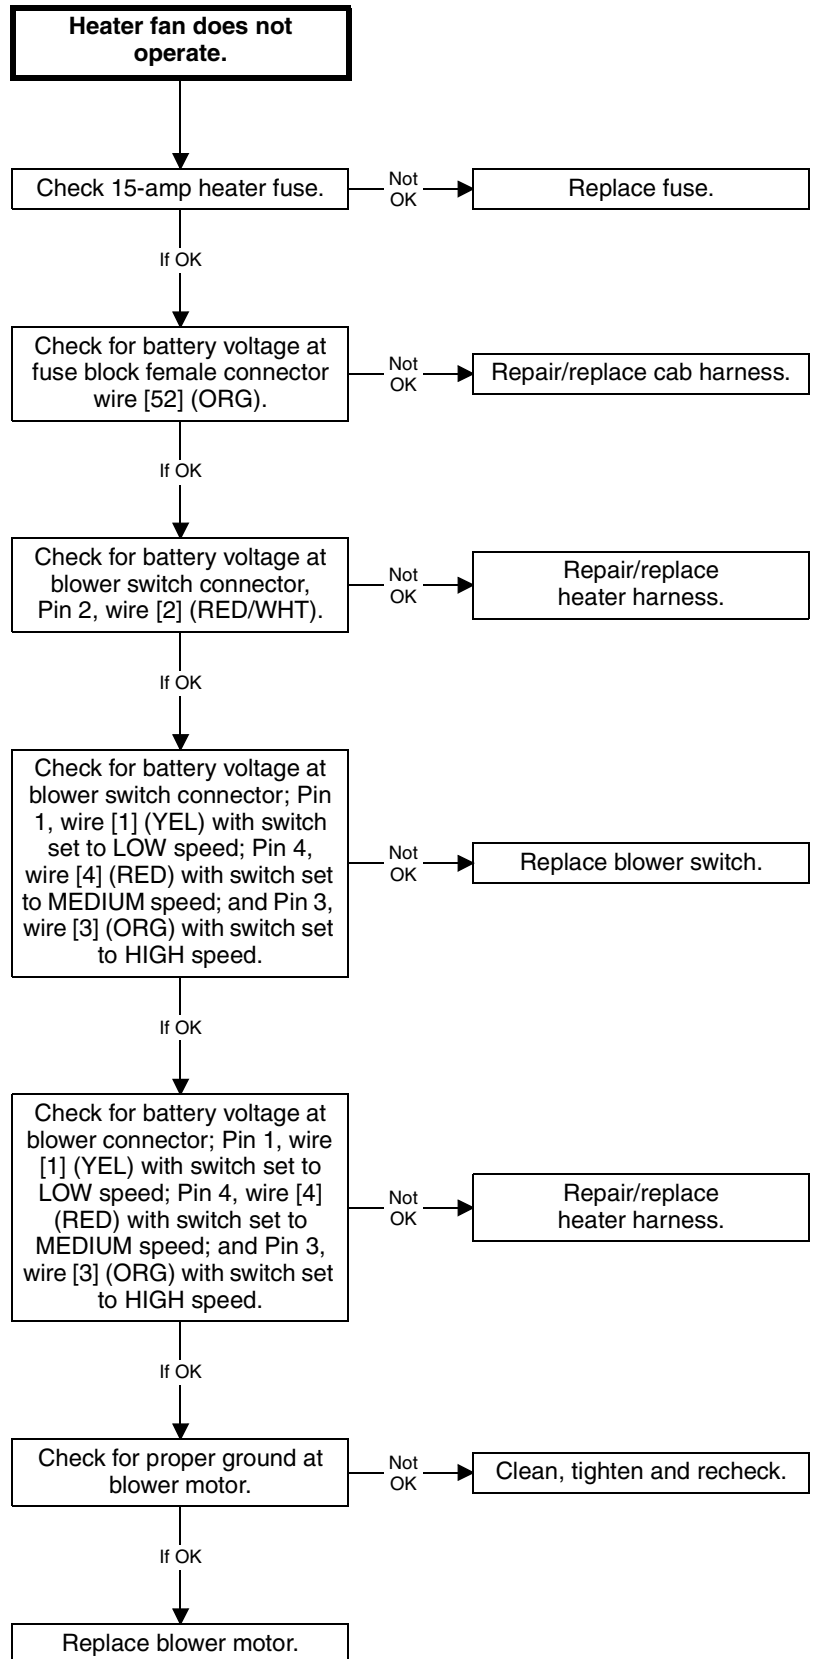 Heater fan does not
operate.
Check 15-amp heater fuse.
Not
OK
Replace fuse.
If OK
Check for battery voltage at
fuse block female connector
wire [52] (ORG).
Not
OK
Repair/replace cab harness.
If OK
Check for battery voltage at
blower switch connector,
Pin 2, wire [2] (RED/WHT).
Not
OK
Repair/replace
heater harness.
If OK
Check for battery voltage at
blower switch connector; Pin
1, wire [1] (YEL) with switch
set to LOW speed; Pin 4,
wire [4] (RED) with switch set
to MEDIUM speed; and Pin 3,
wire [3] (ORG) with switch set
to HIGH speed.
Not
OK
Replace blower switch.
If OK
Check for battery voltage at
blower connector; Pin 1, wire
[1] (YEL) with switch set to
LOW speed; Pin 4, wire [4]
(RED) with switch set to
MEDIUM speed; and Pin 3,
wire [3] (ORG) with switch set
to HIGH speed.
Not
OK
Repair/replace
heater harness.
If OK
Check for proper ground at
blower motor.
Not
OK
Clean, tighten and recheck.
If OK
Replace blower motor.